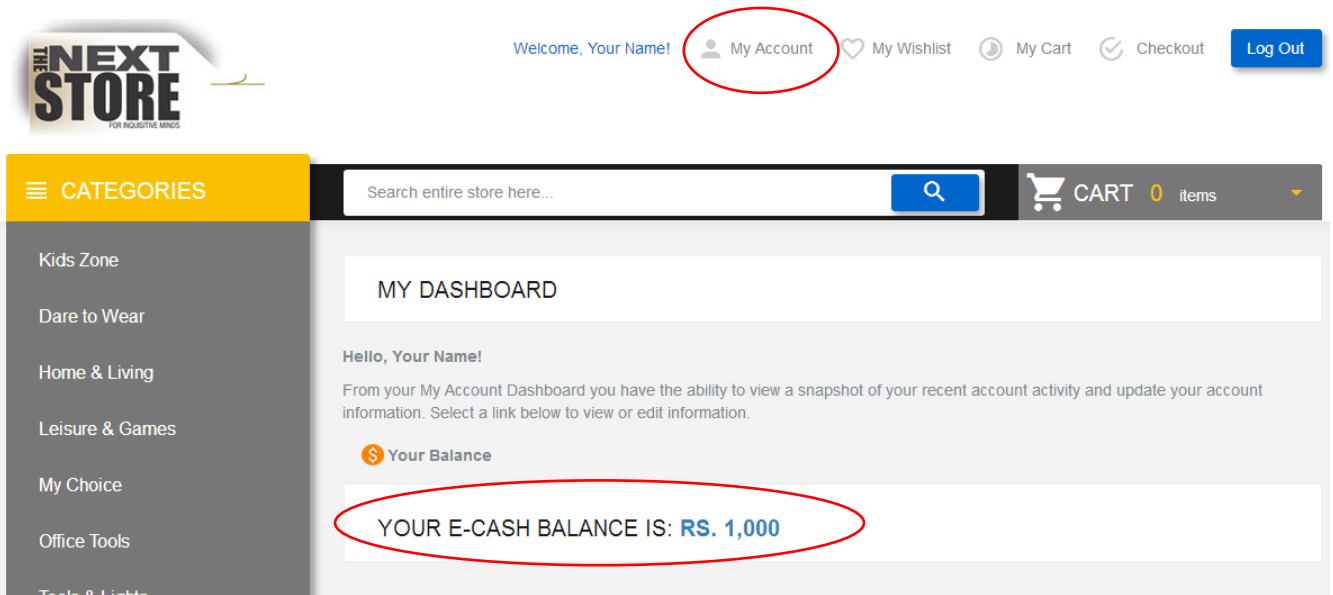 THE NEXT
STORE
FOR INQUISITIVE MINDS
Welcome, Your Name!
My Account
My Wishlist
My Cart
Checkout
Log Out
CATEGORIES
Search entire store here...
CART 0 items
Kids Zone
Dare to Wear
Home & Living
Leisure & Games
My Choice
Office Tools
Tools & Lights
MY DASHBOARD
Hello, Your Name!
From your My Account Dashboard you have the ability to view a snapshot of your recent account activity and update your account
information. Select a link below to view or edit information.
$ Your Balance
YOUR E-CASH BALANCE IS: RS. 1,000